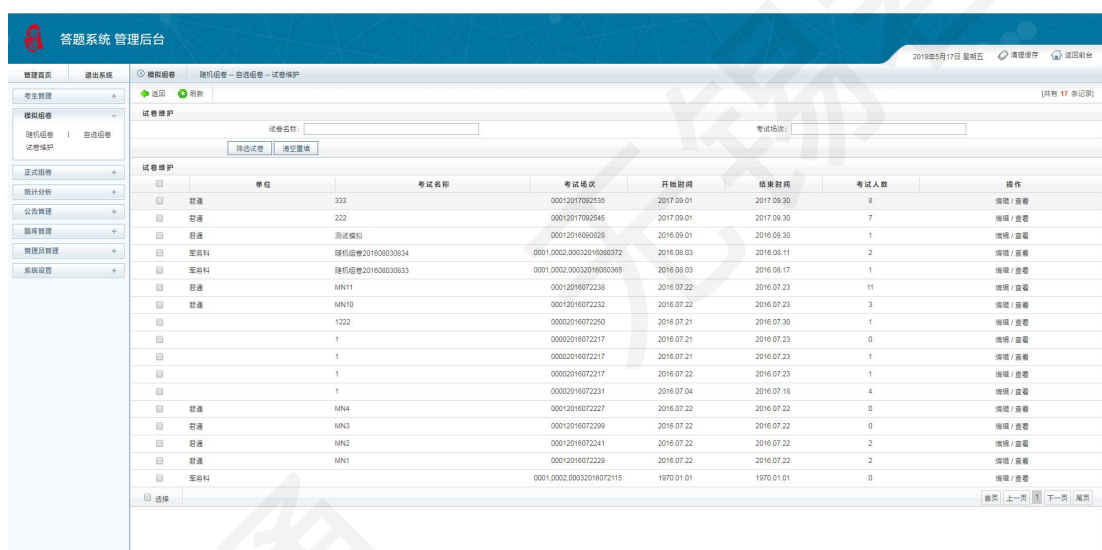 答题系统 管理后台
2019年5月17日 星期五 清理缓存 返回前台
管理首页 退出系统 模拟组卷 随机组卷 -- 自选组卷 -- 试卷维护
考生管理 + 返回 刷新 [共有 17 条记录]
模拟组卷 − 试卷维护
随机组卷 | 自选组卷 试卷名称: 考试场次:
试卷维护 筛选试卷 清空重填
正式组卷 + 试卷维护
统计分析 +
公告管理 +
题库管理 +
管理员管理 +
系统设置 +
单位 考试名称 考试场次 开始时间 结束时间 考试人数 操作
君通 333 00012017092535 2017.09.01 2017.09.30 8 编辑 / 查看
君通 222 00012017092545 2017.09.01 2017.09.30 7 编辑 / 查看
君通 测试模拟 00012016090828 2016.09.01 2016.09.30 1 编辑 / 查看
军务科 随机组卷201608030834 0001,0002,00032016080372 2016.08.03 2016.08.11 2 编辑 / 查看
军务科 随机组卷201608030833 0001,0002,00032016080365 2016.08.03 2016.08.17 1 编辑 / 查看
君通 MN11 00012016072238 2016.07.22 2016.07.23 11 编辑 / 查看
君通 MN10 00012016072232 2016.07.22 2016.07.23 3 编辑 / 查看
1222 00002016072250 2016.07.21 2016.07.30 1 编辑 / 查看
1 00002016072217 2016.07.21 2016.07.23 0 编辑 / 查看
1 00002016072217 2016.07.21 2016.07.23 1 编辑 / 查看
1 00002016072217 2016.07.22 2016.07.23 1 编辑 / 查看
1 00002016072231 2016.07.04 2016.07.18 4 编辑 / 查看
君通 MN4 00012016072227 2016.07.22 2016.07.22 0 编辑 / 查看
君通 MN3 00012016072299 2016.07.22 2016.07.22 0 编辑 / 查看
君通 MN2 00012016072241 2016.07.22 2016.07.22 2 编辑 / 查看
君通 MN1 00012016072229 2016.07.22 2016.07.22 2 编辑 / 查看
军务科 0001,0002,00032016072115 1970.01.01 1970.01.01 0 编辑 / 查看
选择 首页 上一页 1 下一页 尾页